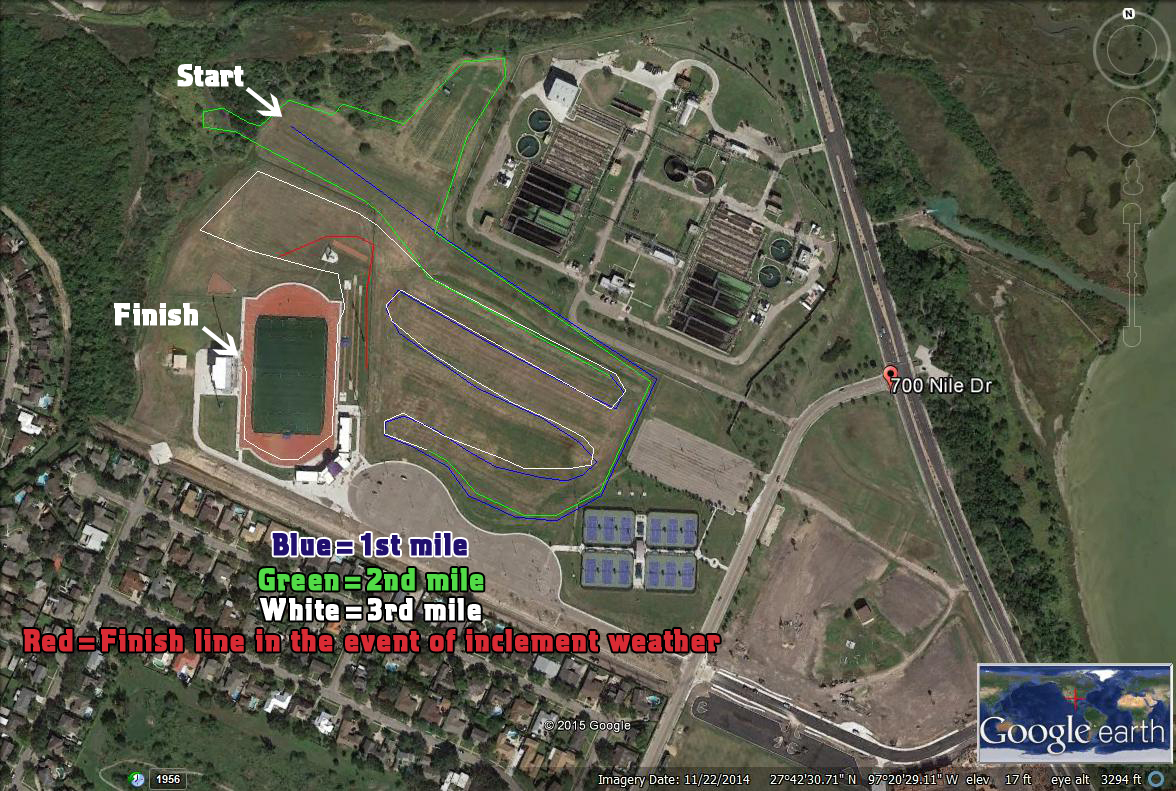 N
Start
Finish
700 Nile Dr
Blue=1st mile
Green=2nd mile
White=3rd mile
Red=Finish line in the event of inclement weather
© 2015 Google
Google earth
1956
Imagery Date: 11/22/2014 27°42'30.71" N 97°20'29.11" W elev 17 ft eye alt 3294 ft